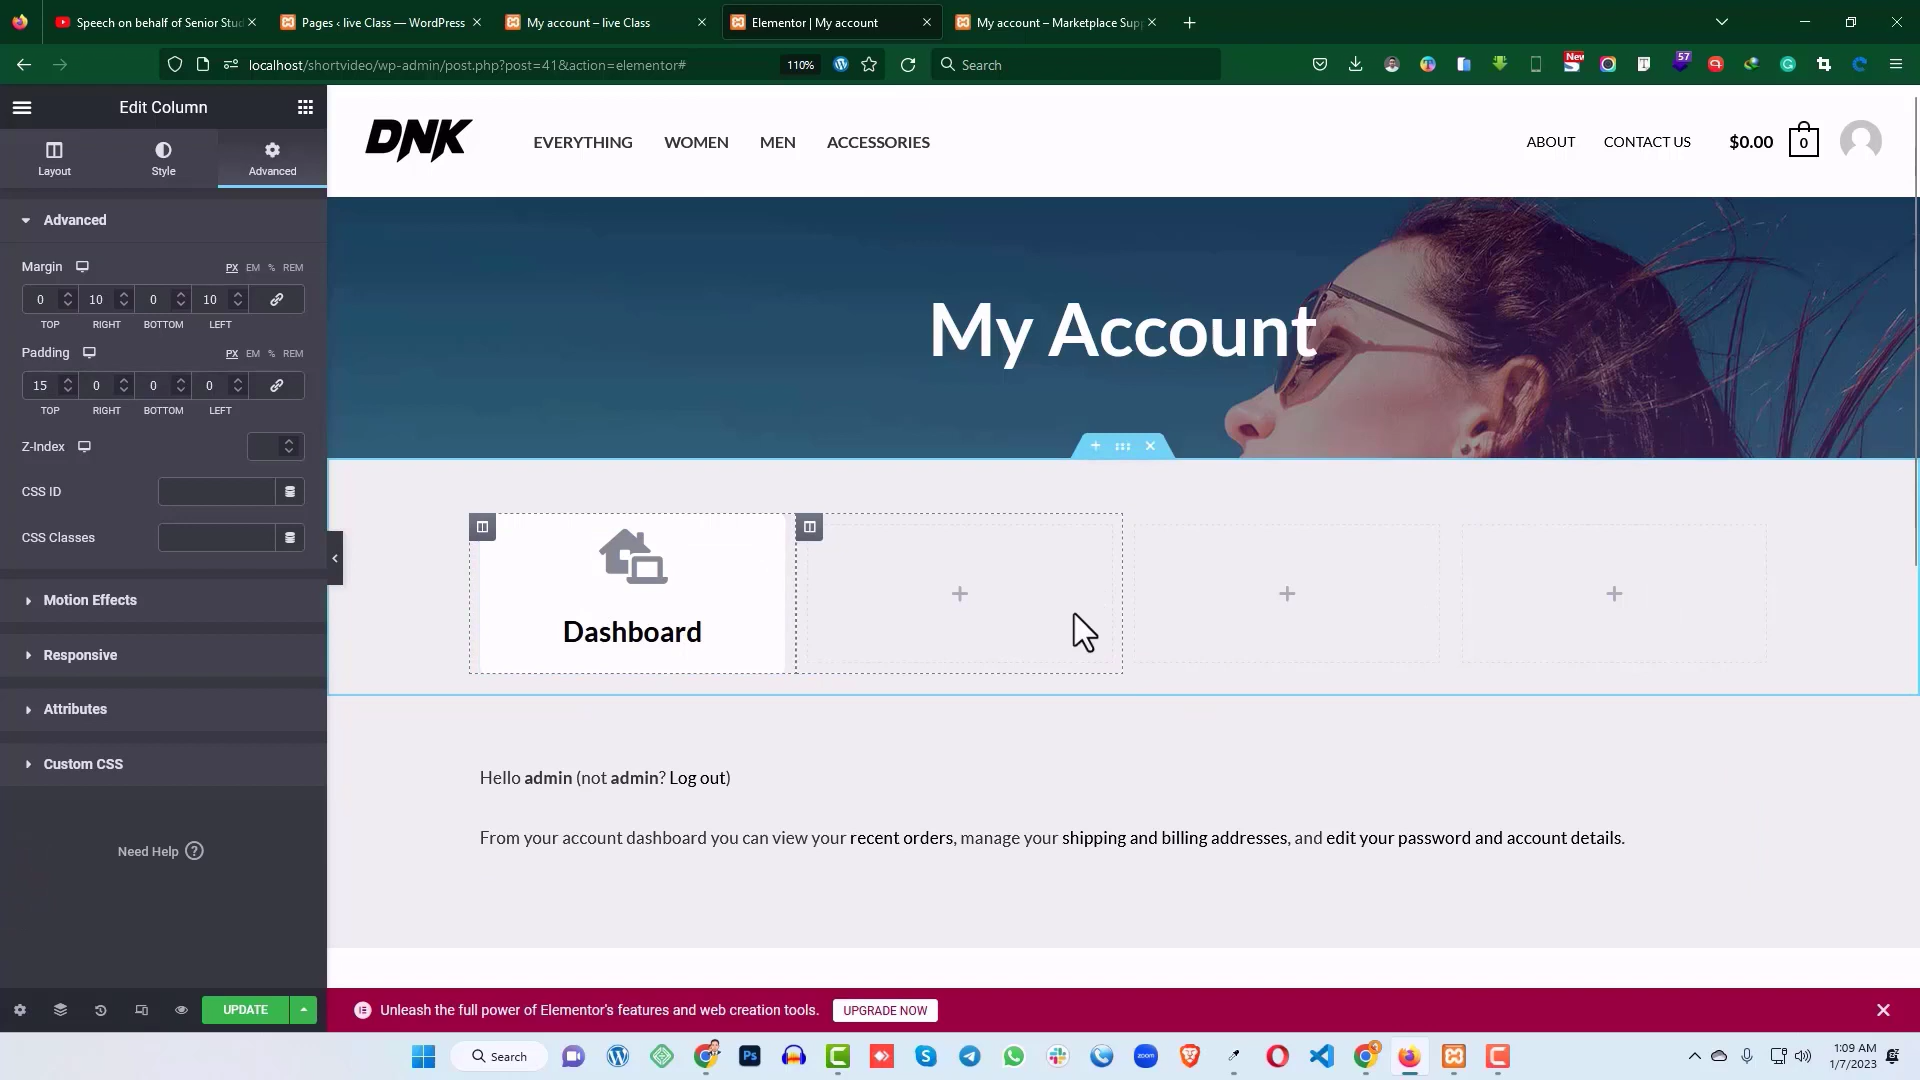 Speech on behalf of Senior Stud
Pages ‹ live Class — WordPress
My account – live Class
Elementor | My account
My account – Marketplace Sup
localhost/shortvideo/wp-admin/post.php?post=41&action=elementor#
110%
Search
New
57
Edit Column
Layout
Style
Advanced
Advanced
Margin
PX EM % REM
0 10 0 10
TOP RIGHT BOTTOM LEFT
Padding
PX EM % REM
15 0 0 0
TOP RIGHT BOTTOM LEFT
Z-Index
CSS ID
CSS Classes
Motion Effects
Responsive
Attributes
Custom CSS
Need Help ?
UPDATE
DNK
EVERYTHING WOMEN MEN ACCESSORIES
ABOUT CONTACT US $0.00 0
My Account
Dashboard
Hello admin (not admin? Log out)
From your account dashboard you can view your recent orders, manage your shipping and billing addresses, and edit your password and account details.
Unleash the full power of Elementor's features and web creation tools.
UPGRADE NOW
Search
Ps
zoom
1:09 AM
1/7/2023